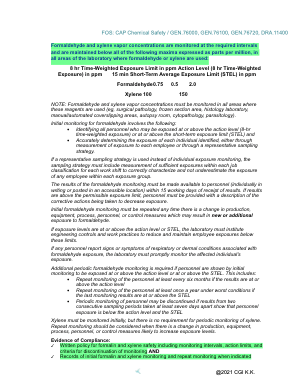 FOS: CAP Chemical Safety / GEN.76000, GEN.76100, GEN.76720, DRA 11400
Formaldehyde and xylene vapor concentrations are monitored at the required intervals,
and are maintained below all of the following maxima expressed as parts per million, in
all areas of the laboratory where formaldehyde or xylene are used:
8 hr Time-Weighted Exposure Limit in ppm Action Level (8 hr Time-Weighted
Exposure) in ppm 15 min Short-Term Average Exposure Limit (STEL) in ppm
Formaldehyde0.75 0.5 2.0
Xylene 100 150
NOTE: Formaldehyde and xylene vapor concentrations must be monitored in all areas where
these reagents are used (eg, surgical pathology, frozen section area, histology laboratory,
manual/automated coverslipping areas, autopsy room, cytopathology, parasitology).
Initial monitoring for formaldehyde involves the following:
• Identifying all personnel who may be exposed at or above the action level (8-
hr time-weighted exposure) or at or above the short-term exposure limit (STEL) and
• Accurately determining the exposure of each individual identified, either through
measurement of exposure to each employee or through a representative sampling
strategy.
If a representative sampling strategy is used instead of individual exposure monitoring, the
sampling strategy must include measurement of sufficient exposures within each job
classification for each work shift to correctly characterize and not underestimate the exposure
of any employee within each exposure group.
The results of the formaldehyde monitoring must be made available to personnel (individually in
writing or posted in an accessible location) within 15 working days of receipt of results. If results
are above the permissible exposure limit, personnel must be provided with a description of the
corrective actions being taken to decrease exposure.
Initial formaldehyde monitoring must be repeated any time there is a change in production,
equipment, process, personnel, or control measures which may result in new or additional
exposure to formaldehyde.
If exposure levels are at or above the action level or at or above the STEL, the laboratory must institute
engineering controls and work practices to reduce and maintain employee exposures below
these limits.
If any personnel report signs or symptoms of respiratory or dermal conditions associated with
formaldehyde exposure, the laboratory must promptly monitor the affected individual's
exposure.
Additional periodic formaldehyde monitoring is required if personnel are shown by initial
monitoring to be exposed at or above the action level or at or above the STEL. This includes:
• Repeat monitoring of the personnel at least every six months if the results are at or
above the action level
• Repeat monitoring of the personnel at least once a year under worst conditions if
the last monitoring results are at or above the STEL
• Periodic monitoring of personnel may be discontinued if results from two
consecutive sampling periods taken at least seven days apart show that personnel
exposure is below the action level and the STEL
Xylene must be monitored initially, but there is no requirement for periodic monitoring of xylene.
Repeat monitoring should be considered when there is a change in production, equipment,
process, personnel, or control measures likely to increase exposure levels.
Evidence of Compliance:
✓ Written policy for formalin and xylene safety including monitoring intervals, action limits, and
criteria for discontinuation of monitoring AND
✓ Records of initial formalin and xylene monitoring and repeat monitoring when indicated
@2021 CGI K.K.